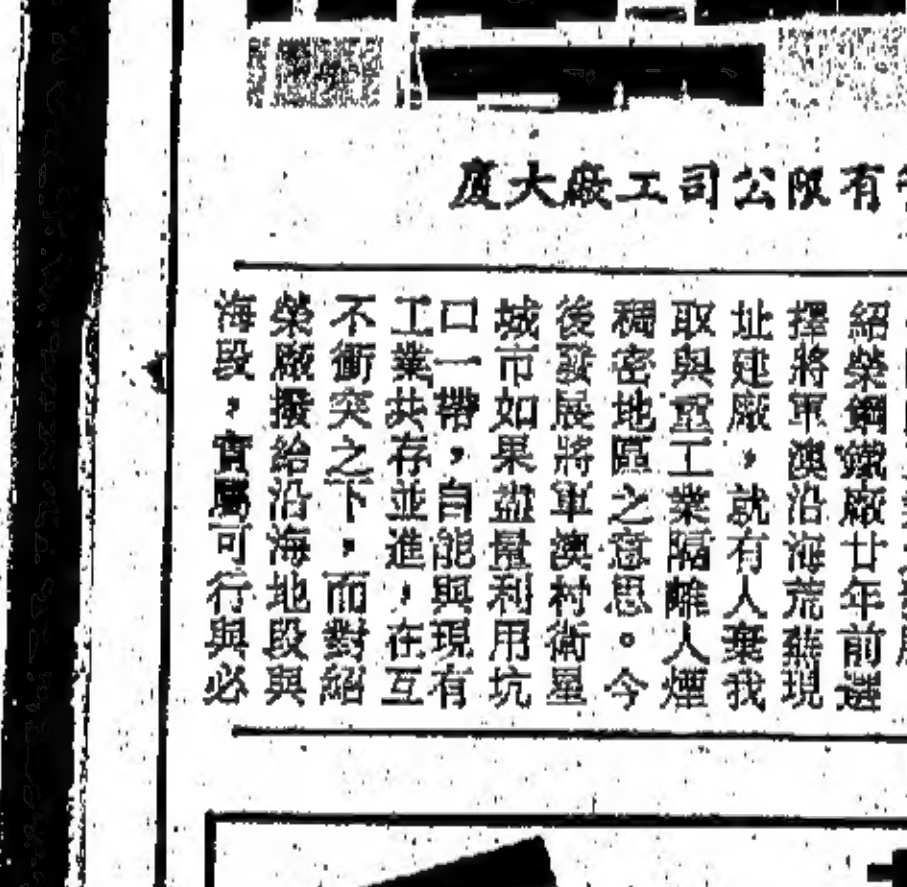 有限公司工廠大廈
紹榮鋼鐵廠廿年前選
擇將軍澳沿海荒蕪現
址建廠，就有人棄我
取與重工業隔離人煙
稠密地區之意思。今
後發展將軍澳村衛星
城市如果盡量利用坑
口一帶，自能與現有
工業共存並進，在互
不衝突之下，而對紹
榮廠撥給沿海地段與
海段，實屬可行與必